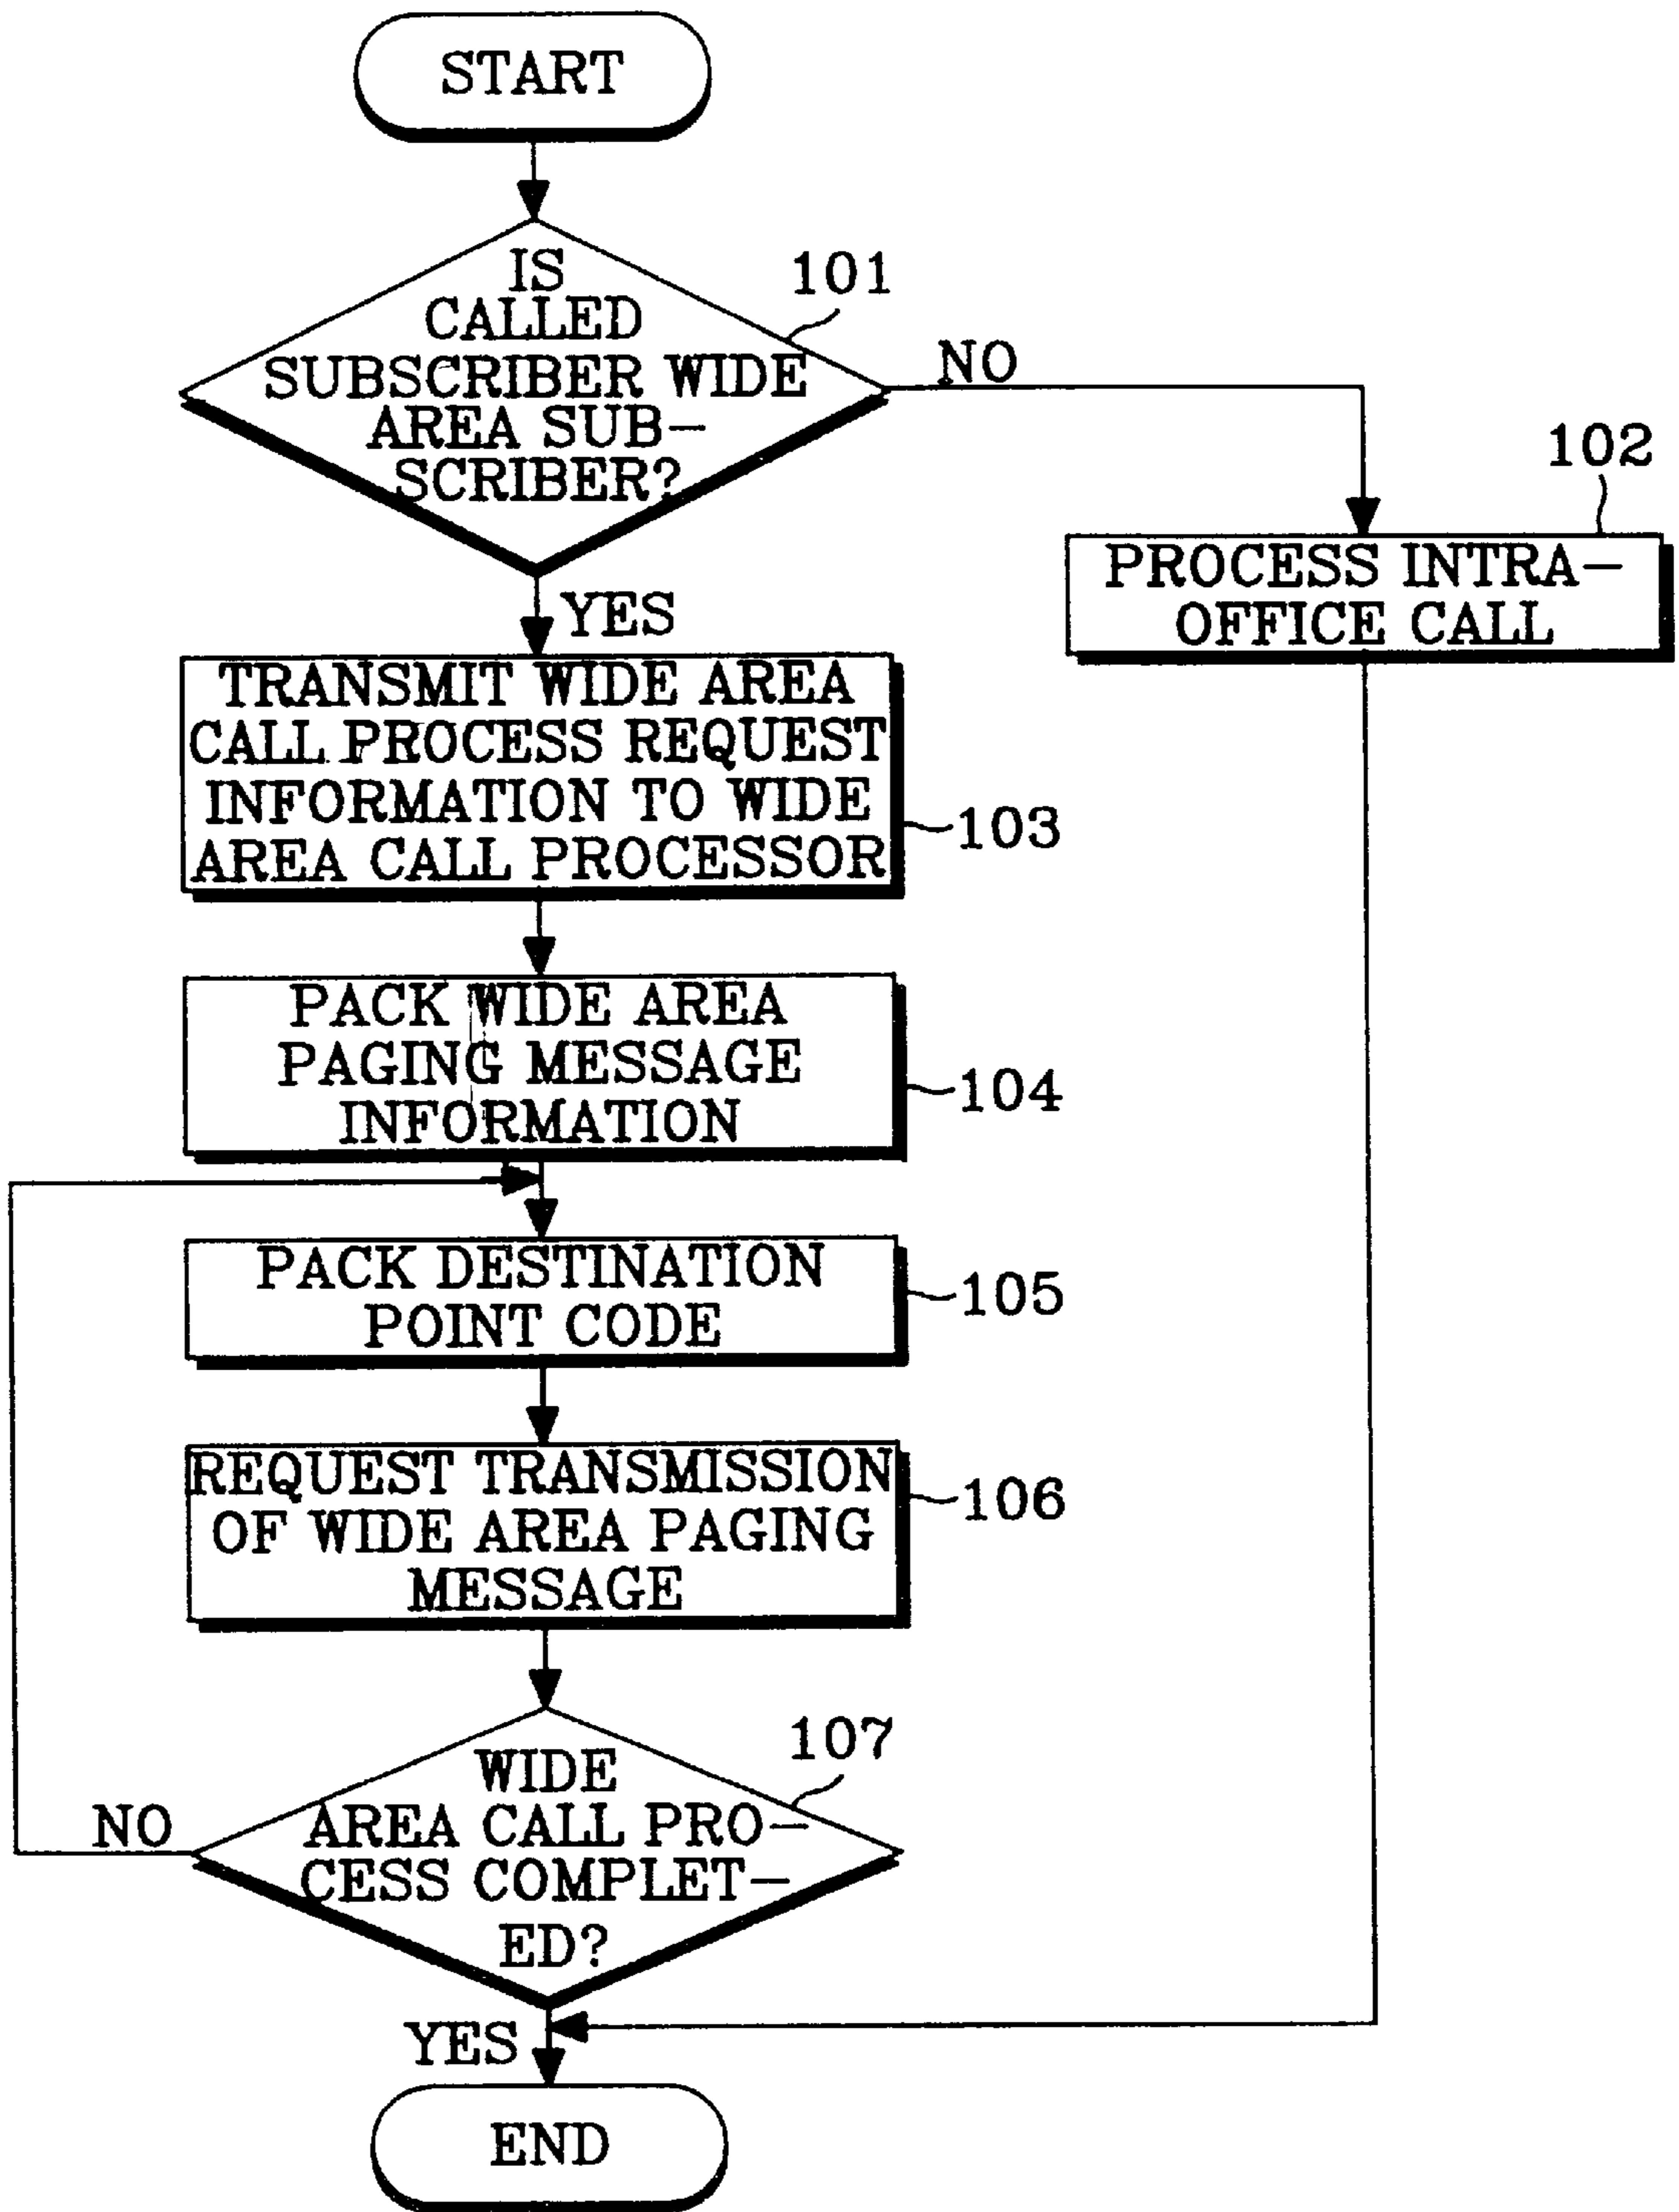 START
IS
CALLED
SUBSCRIBER WIDE
AREA SUB-
SCRIBER?
101
NO
102
PROCESS INTRA-
OFFICE CALL
YES
TRANSMIT WIDE AREA
CALL PROCESS REQUEST
INFORMATION TO WIDE
AREA CALL PROCESSOR
103
PACK WIDE AREA
PAGING MESSAGE
INFORMATION
104
PACK DESTINATION
POINT CODE
105
REQUEST TRANSMISSION
OF WIDE AREA PAGING
MESSAGE
106
107
WIDE
AREA CALL PRO-
CESS COMPLET-
ED?
NO
YES
END